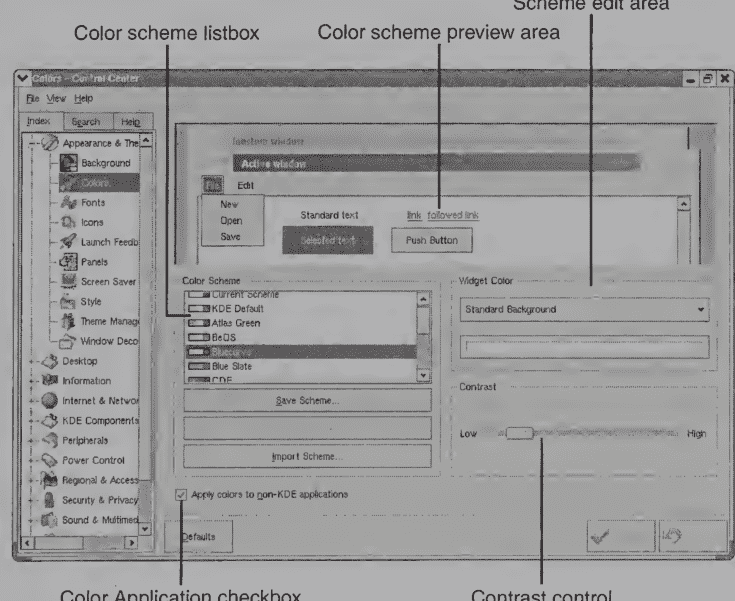 Scheme edit area
Color scheme listbox
Color scheme preview area
Colors - Control Center
File View Help
Index Search Help
Appearance & The
Background
Colors
Fonts
Icons
Launch Feedb
Panels
Screen Saver
Style
Theme Manag
Window Deco
Desktop
Information
Internet & Networ
KDE Components
Peripherals
Power Control
Regional & Access
Security & Privacy
Sound & Multimed
Inactive window
Active window
File Edit
New
Open
Save
Standard text
Selected text
link followed link
Push Button
Color Scheme
Current Scheme
KDE Default
Atlas Green
BeOS
Bluecurve
Blue Slate
CDE
Save Scheme...
Import Scheme...
Widget Color
Standard Background
Contrast
Low High
Apply colors to non-KDE applications
Defaults
Color Application checkbox
Contrast control